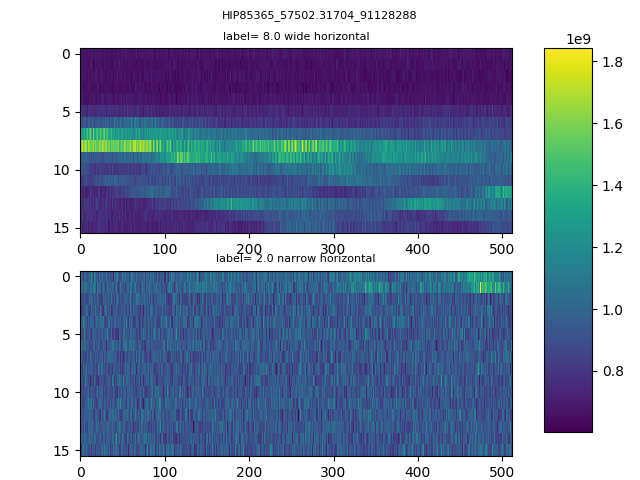 HIP85365_57502.31704_91128288
label= 8.0 wide horizontal
1e9
0
5
10
15
0 100 200 300 400 500
label= 2.0 narrow horizontal
0
5
10
15
0 100 200 300 400 500
1.8
1.6
1.4
1.2
1.0
0.8